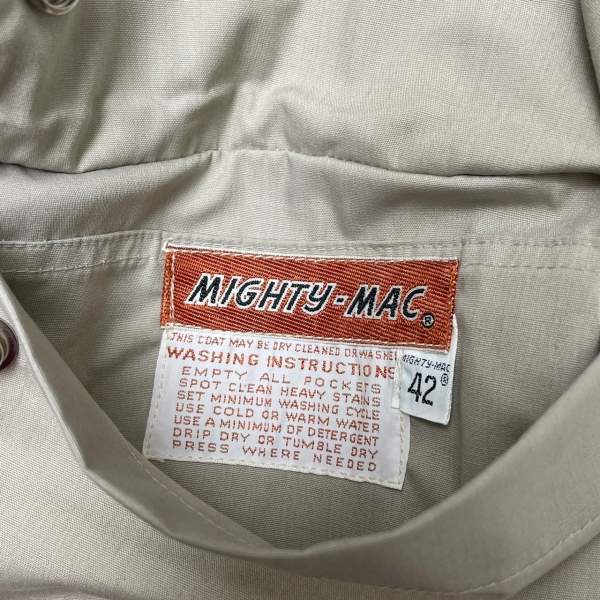 MIGHTY-MAC®
THIS COAT MAY BE DRY CLEANED OR WASHED
WASHING INSTRUCTIONS
EMPTY ALL POCKETS
SPOT CLEAN HEAVY STANS
SET MINIMUM WASHING CYCLE
USE COLD OR WARM WATER
USE A MINIMUM OF DETERGENT
DRIP DRY OR TUMBLE DRY
PRESS WHERE NEEDED
MIGHTY-MAC®
42